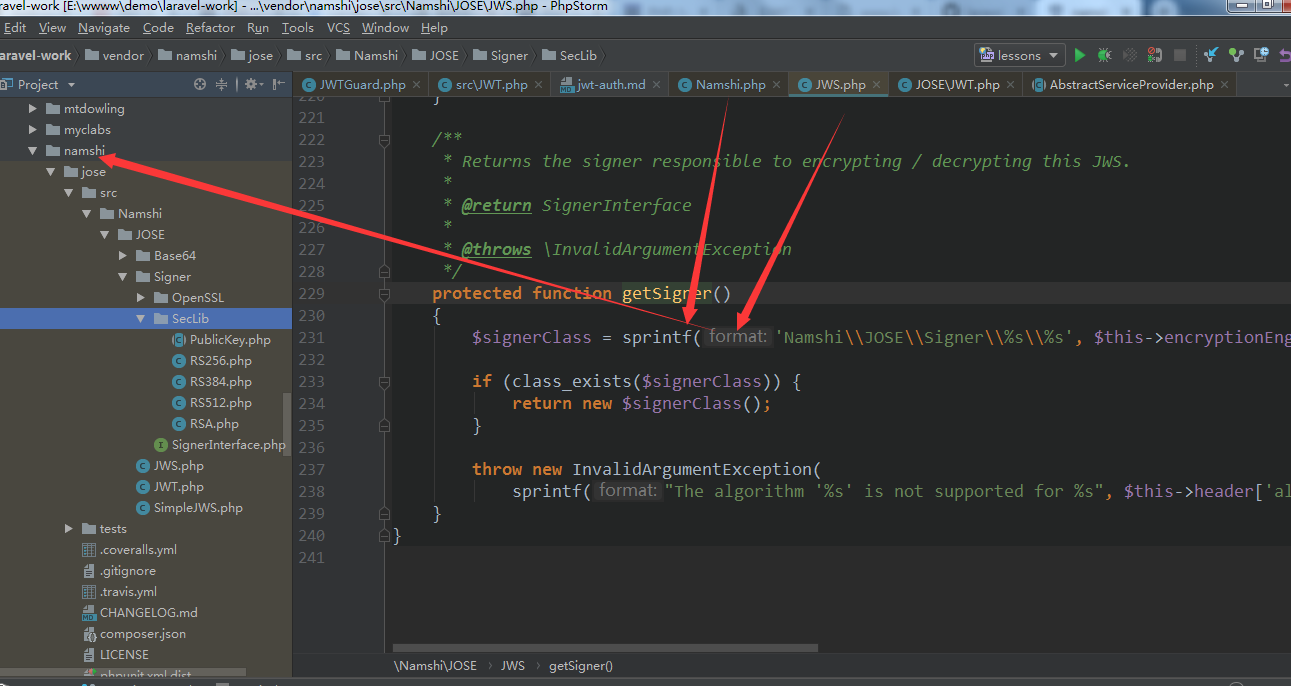 ravel-work [E:\wwww\demo\laravel-work] - ...\vendor\namshi\jose\src\Namshi\JOSE\JWS.php - PhpStorm
Edit View Navigate Code Refactor Run Tools VCS Window Help
aravel-work vendor namshi jose src Namshi JOSE Signer SecLib lessons
Project JWTGuard.php src\JWT.php jwt-auth.md Namshi.php JWS.php JOSE\JWT.php AbstractServiceProvider.php
mtdowling
myclabs
namshi
jose
src
Namshi
JOSE
Base64
Signer
OpenSSL
SecLib
PublicKey.php
RS256.php
RS384.php
RS512.php
RSA.php
SignerInterface.php
JWS.php
JWT.php
SimpleJWS.php
tests
.coveralls.yml
.gitignore
.travis.yml
CHANGELOG.md
composer.json
LICENSE
phpunit.xml.dist
220 }
221
222 /**
223 * Returns the signer responsible to encrypting / decrypting this JWS.
224 *
225 * @return SignerInterface
226 *
227 * @throws \InvalidArgumentException
228 */
229 protected function getSigner()
230 {
231 $signerClass = sprintf( format: 'Namshi\\JOSE\\Signer\\%s\\%s', $this->encryptionEng
232
233 if (class_exists($signerClass)) {
234 return new $signerClass();
235 }
236
237 throw new InvalidArgumentException(
238 sprintf( format: "The algorithm '%s' is not supported for %s", $this->header['al
239 }
240 }
241
\Namshi\JOSE › JWS › getSigner()